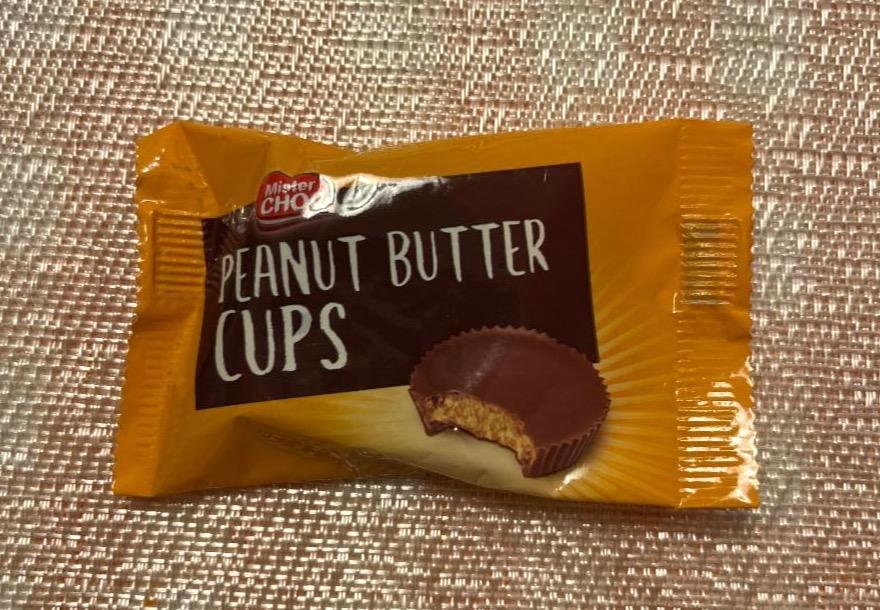 Mister
CHOC
PEANUT BUTTER
CUPS